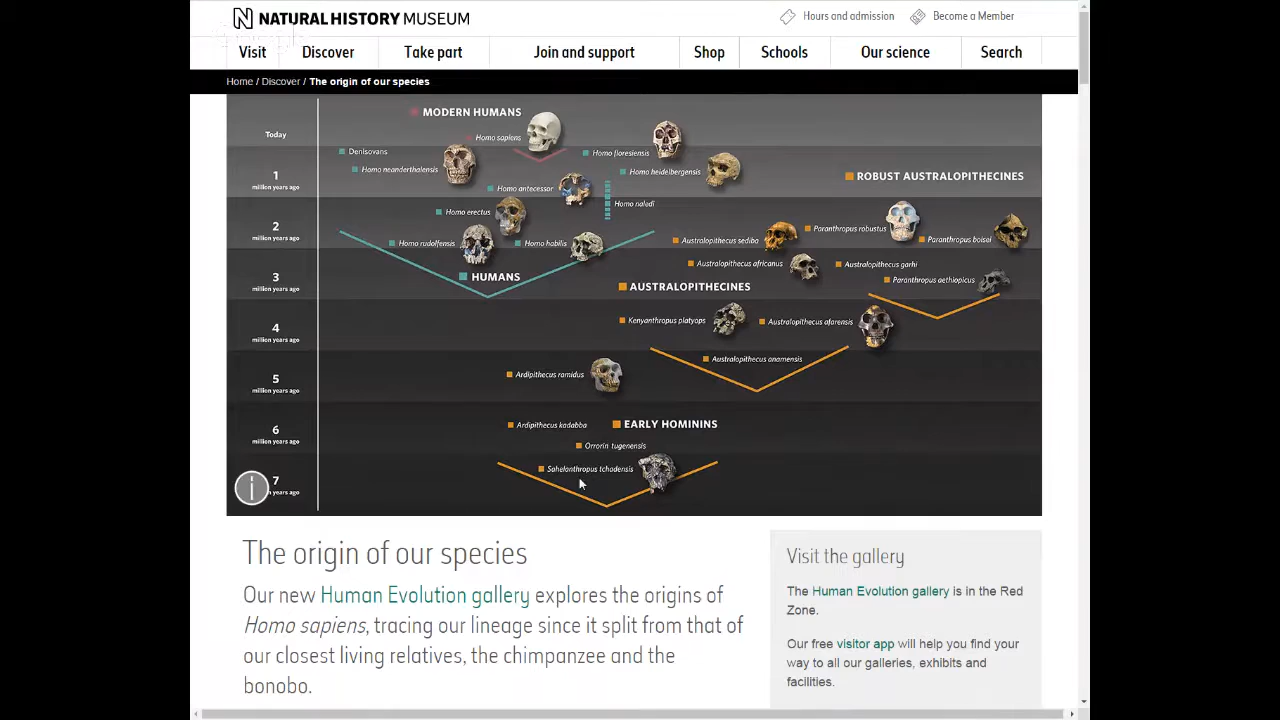 NATURAL HISTORY MUSEUM
Hours and admission
Become a Member
Visit
Discover
Take part
Join and support
Shop
Schools
Our science
Search
Home / Discover / The origin of our species
MODERN HUMANS
Today
Homo sapiens
Denisovans
Homo floresiensis
Homo neanderthalensis
Homo heidelbergensis
1
million years ago
ROBUST AUSTRALOPITHECINES
Homo antecessor
Homo naledi
Homo erectus
2
million years ago
Paranthropus robustus
Homo rudolfensis
Homo habilis
Australopithecus sediba
Paranthropus boisei
Australopithecus africanus
Australopithecus garhi
3
million years ago
HUMANS
Paranthropus aethiopicus
AUSTRALOPITHECINES
Kenyanthropus platyops
Australopithecus afarensis
4
million years ago
Australopithecus anamensis
Ardipithecus ramidus
5
million years ago
Ardipithecus kadabba
EARLY HOMININS
6
million years ago
Orrorin tugenensis
Sahelanthropus tchadensis
7
n years ago
The origin of our species
Our new Human Evolution gallery explores the origins of
Homo sapiens, tracing our lineage since it split from that of
our closest living relatives, the chimpanzee and the
bonobo.
Visit the gallery
The Human Evolution gallery is in the Red
Zone.
Our free visitor app will help you find your
way to all our galleries, exhibits and
facilities.